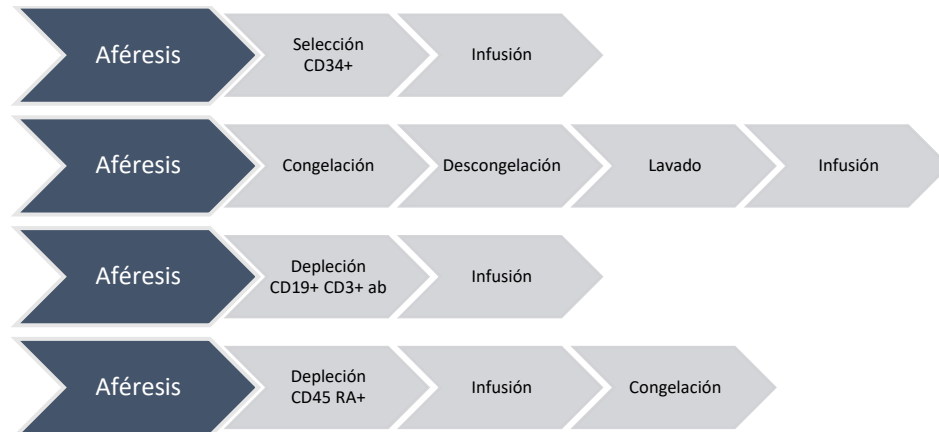 Aféresis
Selección
CD34+
Infusión
Aféresis
Congelación
Descongelación
Lavado
Infusión
Aféresis
Depleción
CD19+ CD3+ ab
Infusión
Aféresis
Depleción
CD45 RA+
Infusión
Congelación